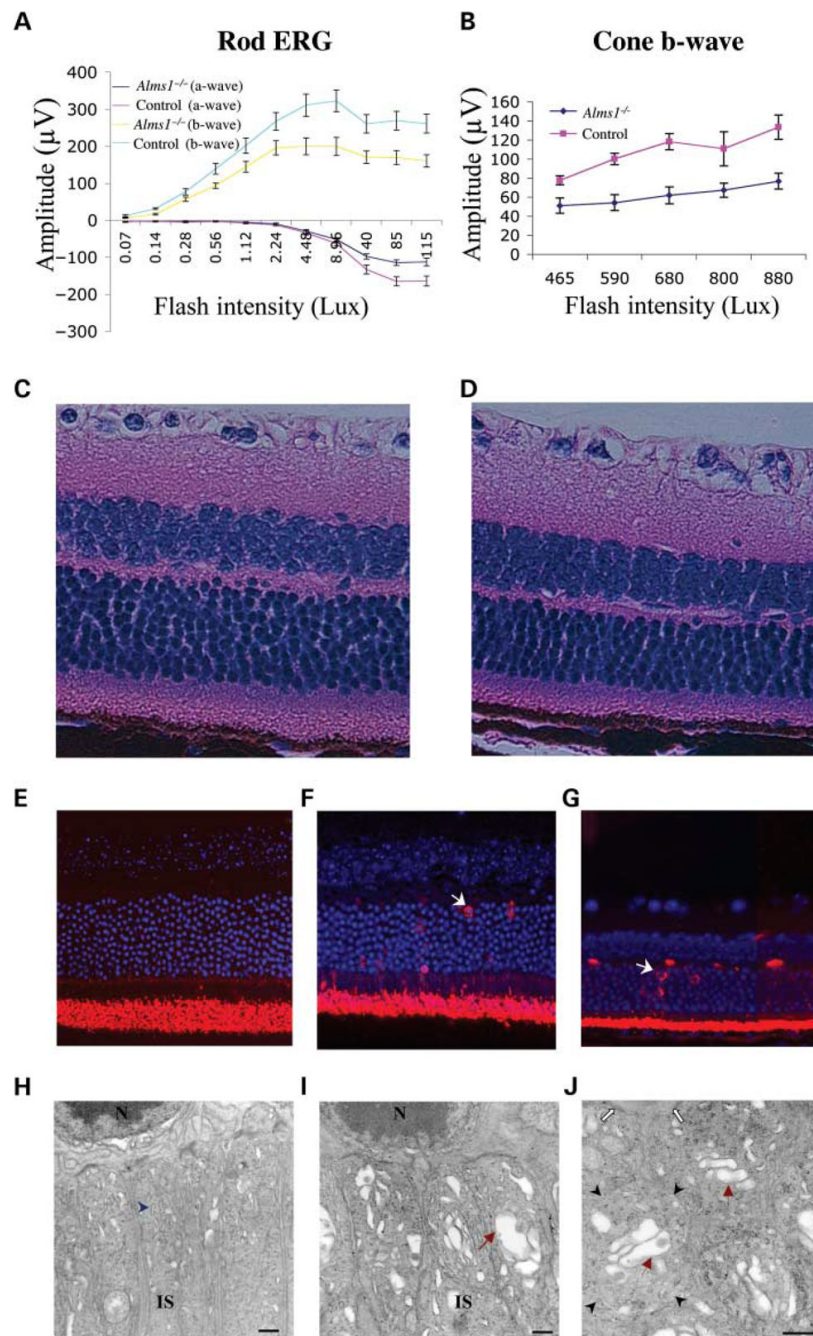 A
Rod ERG
Amplitude (µV)
400
300
200
100
0
−100
−200
−300
Alms1−/− (a-wave)
Control (a-wave)
Alms1−/− (b-wave)
Control (b-wave)
0.07
0.14
0.28
0.56
1.12
2.24
4.48
8.96
40
85
115
Flash intensity (Lux)
B
Cone b-wave
Amplitude (µV)
160
140
120
100
80
60
40
20
0
Alms1-/-
Control
465 590 680 800 880
Flash intensity (Lux)
C
D
E
F
G
H
N
IS
I
N
IS
J